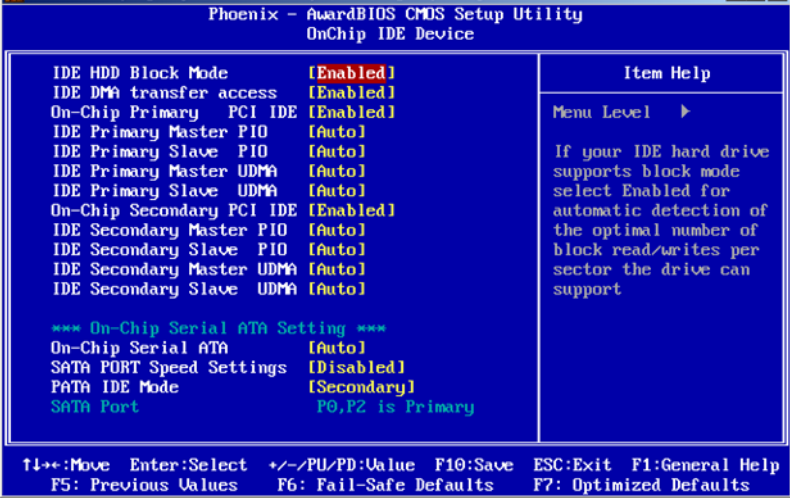 Phoenix - AwardBIOS CMOS Setup Utility
OnChip IDE Device
IDE HDD Block Mode [Enabled]
IDE DMA transfer access [Enabled]
On-Chip Primary PCI IDE [Enabled]
IDE Primary Master PIO [Auto]
IDE Primary Slave PIO [Auto]
IDE Primary Master UDMA [Auto]
IDE Primary Slave UDMA [Auto]
On-Chip Secondary PCI IDE [Enabled]
IDE Secondary Master PIO [Auto]
IDE Secondary Slave PIO [Auto]
IDE Secondary Master UDMA [Auto]
IDE Secondary Slave UDMA [Auto]
*** On-Chip Serial ATA Setting ***
On-Chip Serial ATA [Auto]
SATA PORT Speed Settings [Disabled]
PATA IDE Mode [Secondary]
SATA Port P0,P2 is Primary
Item Help
Menu Level ▶
If your IDE hard drive
supports block mode
select Enabled for
automatic detection of
the optimal number of
block read/writes per
sector the drive can
support
↑↓→←:Move Enter:Select +/-/PU/PD:Value F10:Save ESC:Exit F1:General Help
F5: Previous Values F6: Fail-Safe Defaults F7: Optimized Defaults